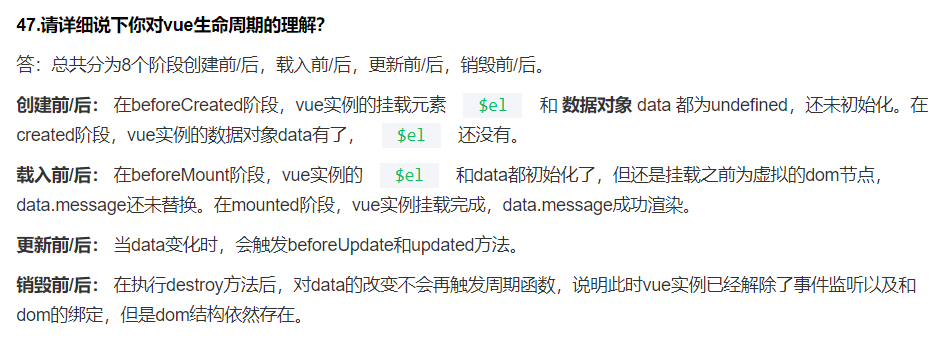 47.请详细说下你对vue生命周期的理解?
答：总共分为8个阶段创建前/后，载入前/后，更新前/后，销毁前/后。
创建前/后： 在beforeCreated阶段，vue实例的挂载元素 $el 和 数据对象 data 都为undefined，还未初始化。在
created阶段，vue实例的数据对象data有了， $el 还没有。
载入前/后： 在beforeMount阶段，vue实例的 $el 和data都初始化了，但还是挂载之前为虚拟的dom节点，
data.message还未替换。在mounted阶段，vue实例挂载完成，data.message成功渲染。
更新前/后： 当data变化时，会触发beforeUpdate和updated方法。
销毁前/后： 在执行destroy方法后，对data的改变不会再触发周期函数，说明此时vue实例已经解除了事件监听以及和
dom的绑定，但是dom结构依然存在。